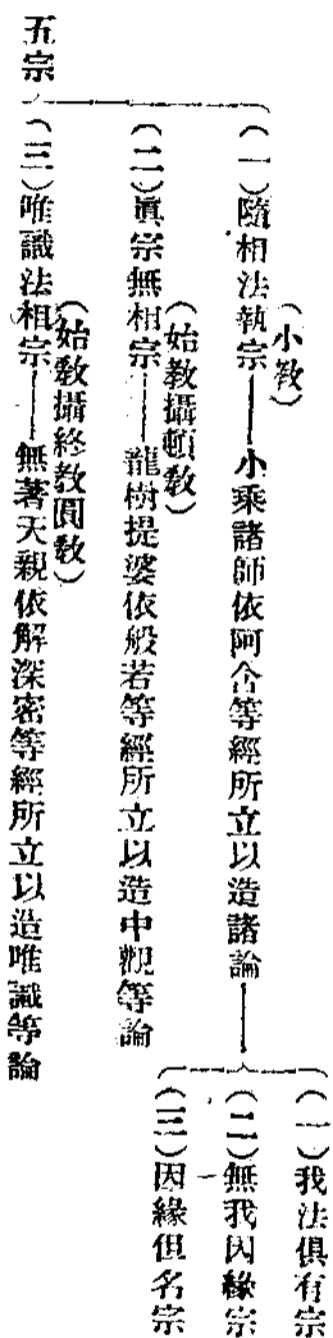 （一）我法俱有宗
（二）無我因緣宗
（三）因緣但名宗
（小教）
（一）隨相法執宗——小乘諸師依阿含等經所立以造諸論——
（始教攝頓教）
（二）眞宗無相宗——龍樹提婆依般若等經所立以造中觀等論
（始教攝終教圓教）
（三）唯識法相宗——無著天親依解深密等經所立以造唯識等論
五宗